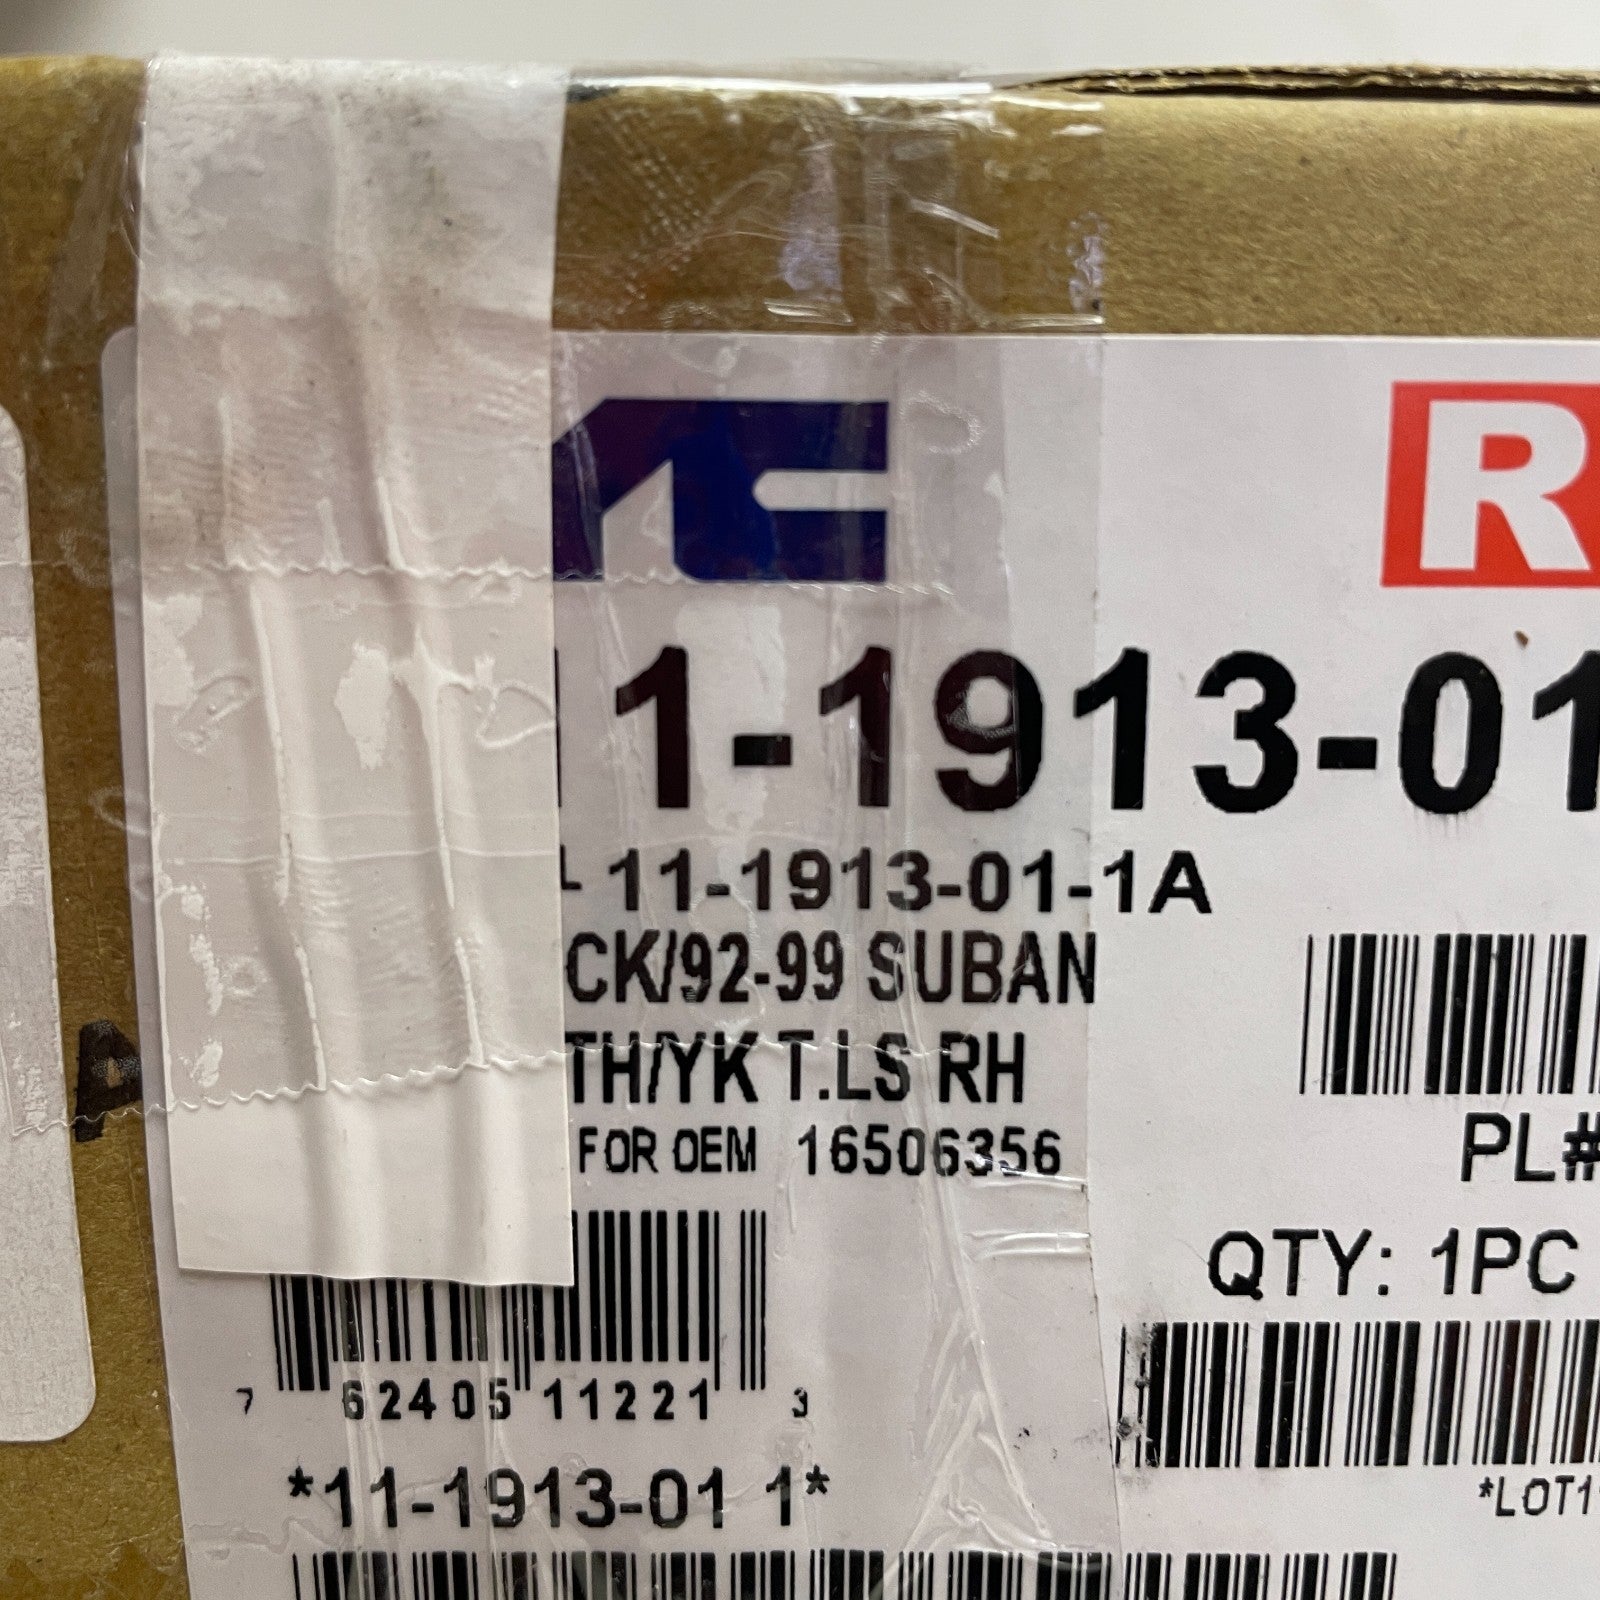 R
11-1913-01
11-1913-01-1A
CK/92-99 SUBAN
TH/YK T.LS RH
FOR OEM 16506356
PL#
QTY: 1PC
7 62405 11221 3
*LOT1
*11-1913-01 1*